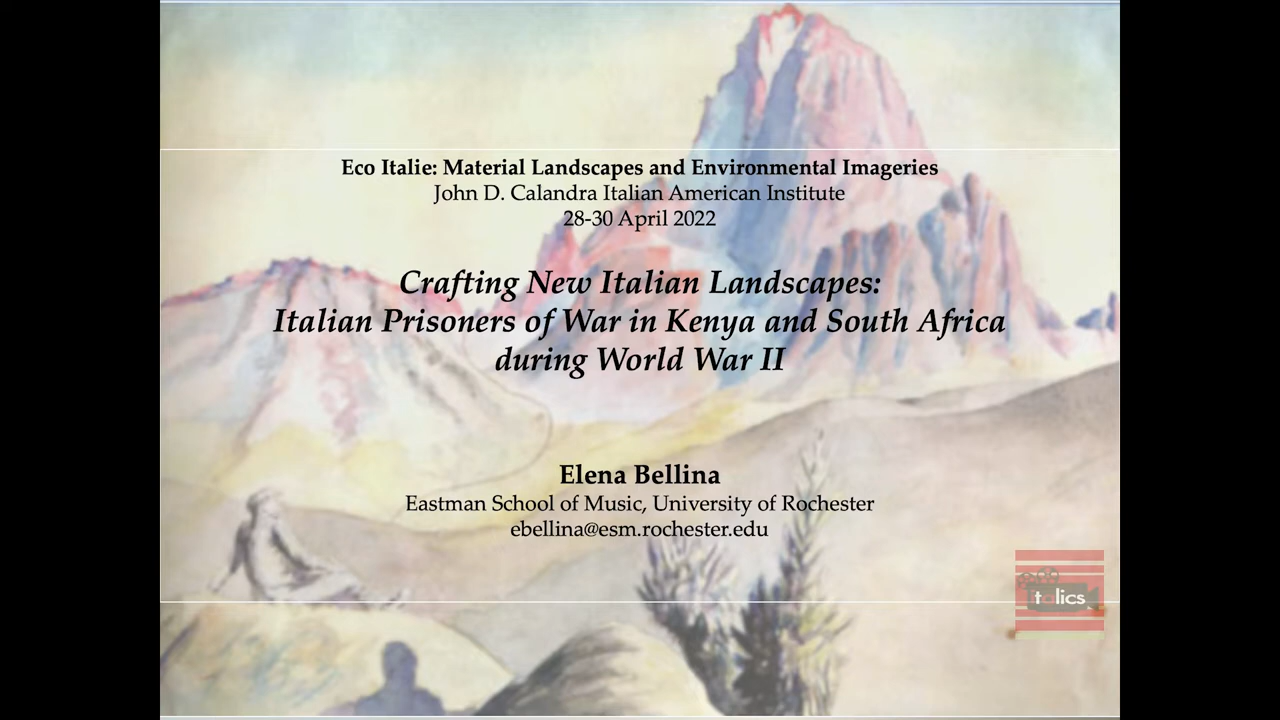 Eco Italie: Material Landscapes and Environmental Imageries
John D. Calandra Italian American Institute
28-30 April 2022
Crafting New Italian Landscapes:
Italian Prisoners of War in Kenya and South Africa
during World War II
Elena Bellina
Eastman School of Music, University of Rochester
ebellina@esm.rochester.edu
Italics